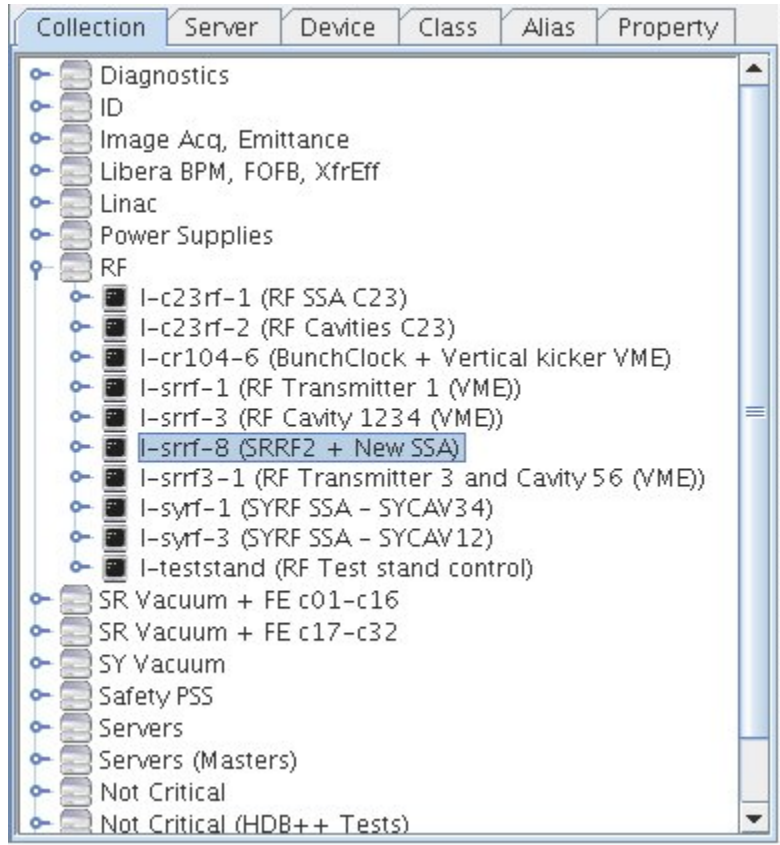 Collection Server Device Class Alias Property
Diagnostics
ID
Image Acq, Emittance
Libera BPM, FOFB, XfrEff
Linac
Power Supplies
RF
l-c23rf-1 (RF SSA C23)
l-c23rf-2 (RF Cavities C23)
l-cr104-6 (BunchClock + Vertical kicker VME)
l-srrf-1 (RF Transmitter 1 (VME))
l-srrf-3 (RF Cavity 1234 (VME))
l-srrf-8 (SRRF2 + New SSA)
l-srrf3-1 (RF Transmitter 3 and Cavity 56 (VME))
l-syrf-1 (SYRF SSA - SYCAV34)
l-syrf-3 (SYRF SSA - SYCAV12)
l-teststand (RF Test stand control)
SR Vacuum + FE c01-c16
SR Vacuum + FE c17-c32
SY Vacuum
Safety PSS
Servers
Servers (Masters)
Not Critical
Not Critical (HDB++ Tests)